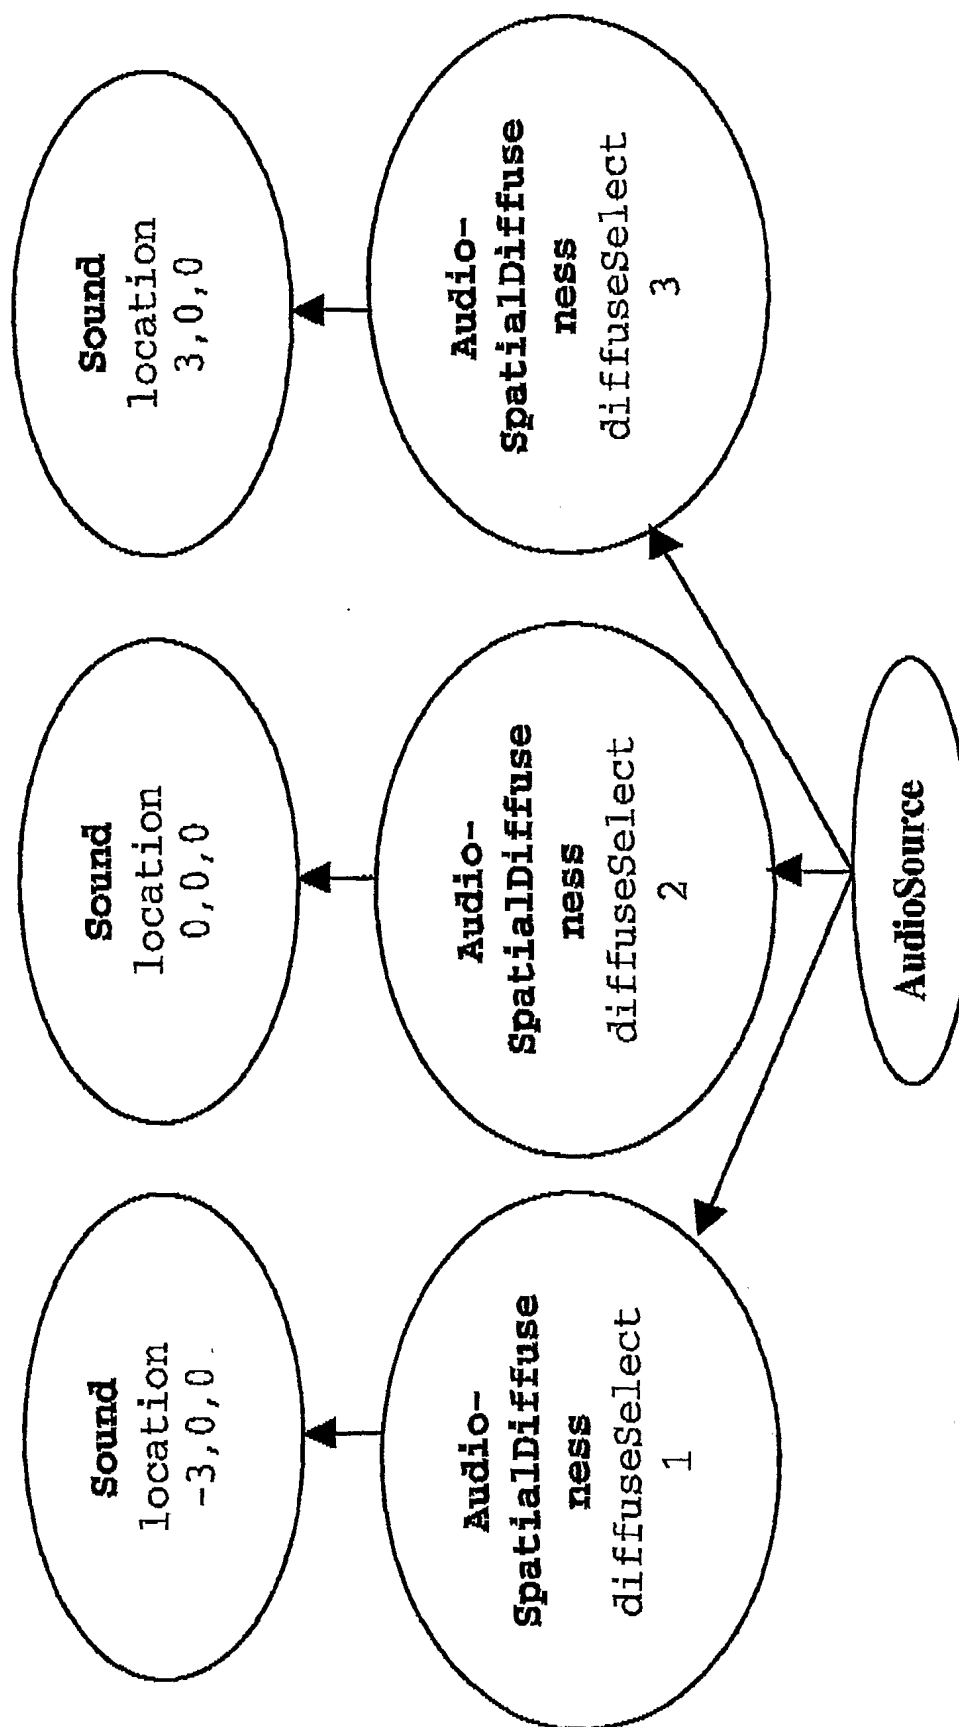 Sound
location
-3,0,0
Sound
location
0,0,0
Sound
location
3,0,0
Audio-
SpatialDiffuse
ness
diffuseSelect
1
Audio-
SpatialDiffuse
ness
diffuseSelect
2
Audio-
SpatialDiffuse
ness
diffuseSelect
3
AudioSource